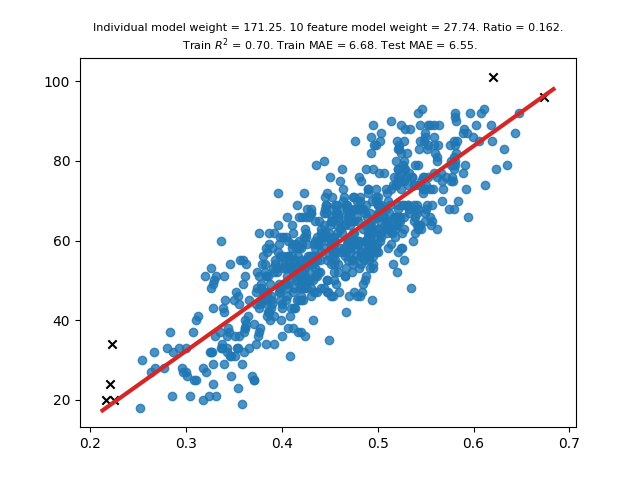 Individual model weight = 171.25. 10 feature model weight = 27.74. Ratio = 0.162.
Train R² = 0.70. Train MAE = 6.68. Test MAE = 6.55.
100
80
60
40
20
0.2 0.3 0.4 0.5 0.6 0.7